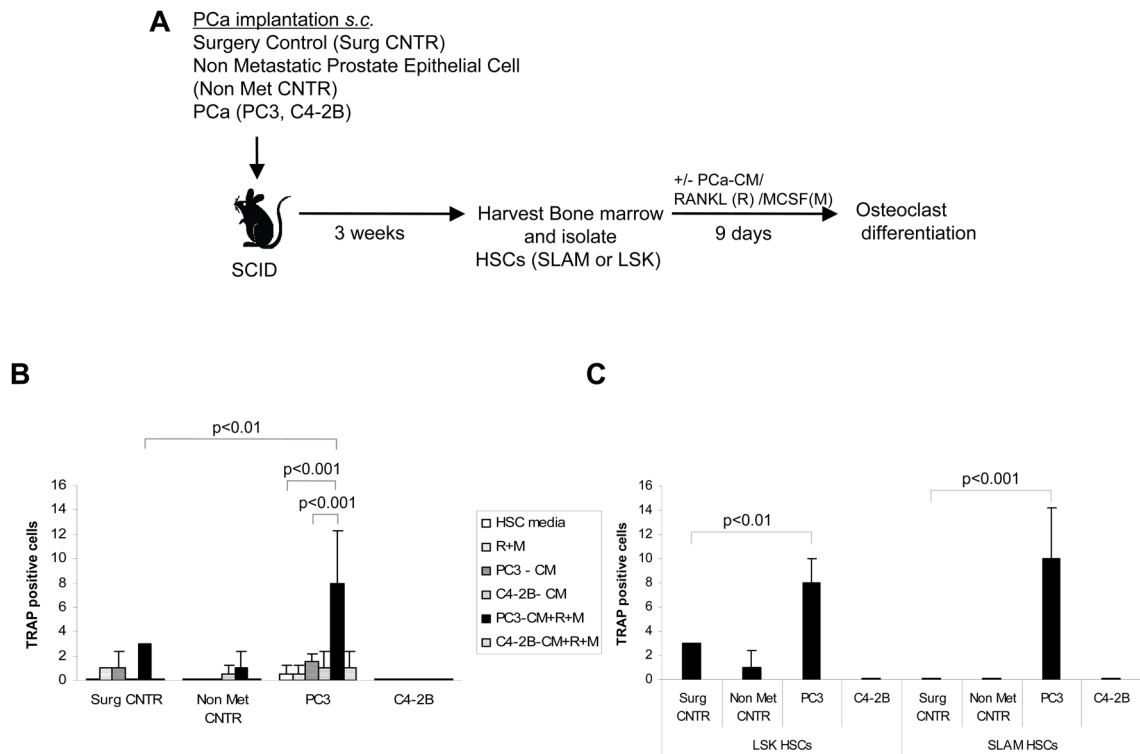 A
PCa implantation s.c.
Surgery Control (Surg CNTR)
Non Metastatic Prostate Epithelial Cell
(Non Met CNTR)
PCa (PC3, C4-2B)
SCID
3 weeks
Harvest Bone marrow
and isolate
HSCs (SLAM or LSK)
+/- PCa-CM/
RANKL (R) /MCSF(M)
9 days
Osteoclast
differentiation
B
p<0.01
p<0.001
p<0.001
TRAP positive cells
16
14
12
10
8
6
4
2
0
Surg CNTR
Non Met
CNTR
PC3
C4-2B
HSC media
R+M
PC3 - CM
C4-2B- CM
PC3-CM+R+M
C4-2B-CM+R+M
C
p<0.001
p<0.01
TRAP positive cells
16
14
12
10
8
6
4
2
0
Surg
CNTR
Non Met
CNTR
PC3
C4-2B
Surg
CNTR
Non Met
CNTR
PC3
C4-2B
LSK HSCs
SLAM HSCs